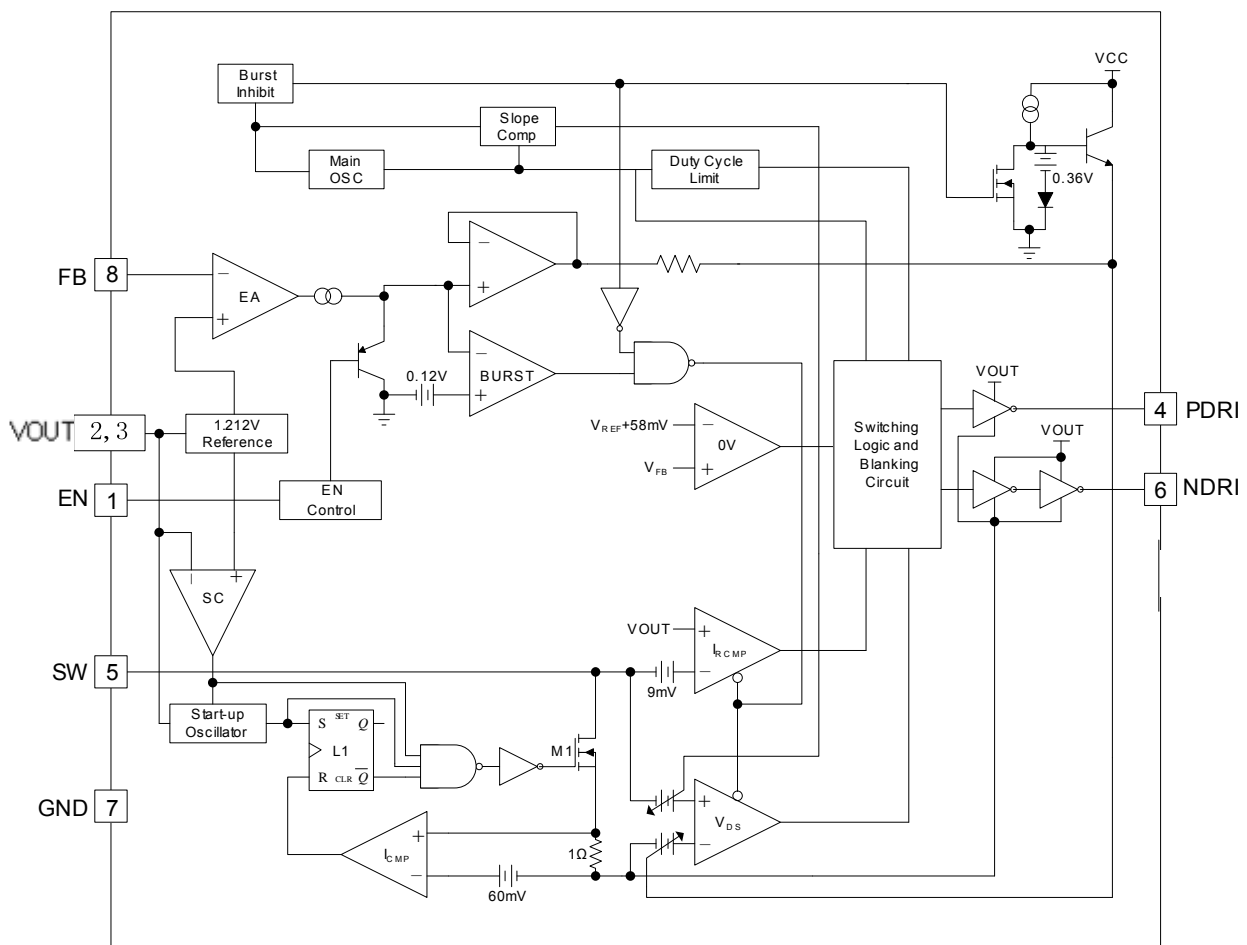 Burst
Inhibit
VCC
Slope
Comp
Main
OSC
Duty Cycle
Limit
0.36V
FB 8
−
EA
+
−
+
−
BURST
+
0.12V
VOUT 2,3
1.212V
Reference
VREF+58mV
−
0V
VFB
+
Switching
Logic and
Blanking
Circuit
VOUT
4 PDRI
VOUT
6 NDRI
EN 1
EN
Control
− +
SC
VOUT
+
IRCMP
−
9mV
SW 5
Start-up
Oscillator
S SET Q
L1
R CLR Q
M1
GND 7
+
VDS
−
+
ICMP
−
1Ω
60mV